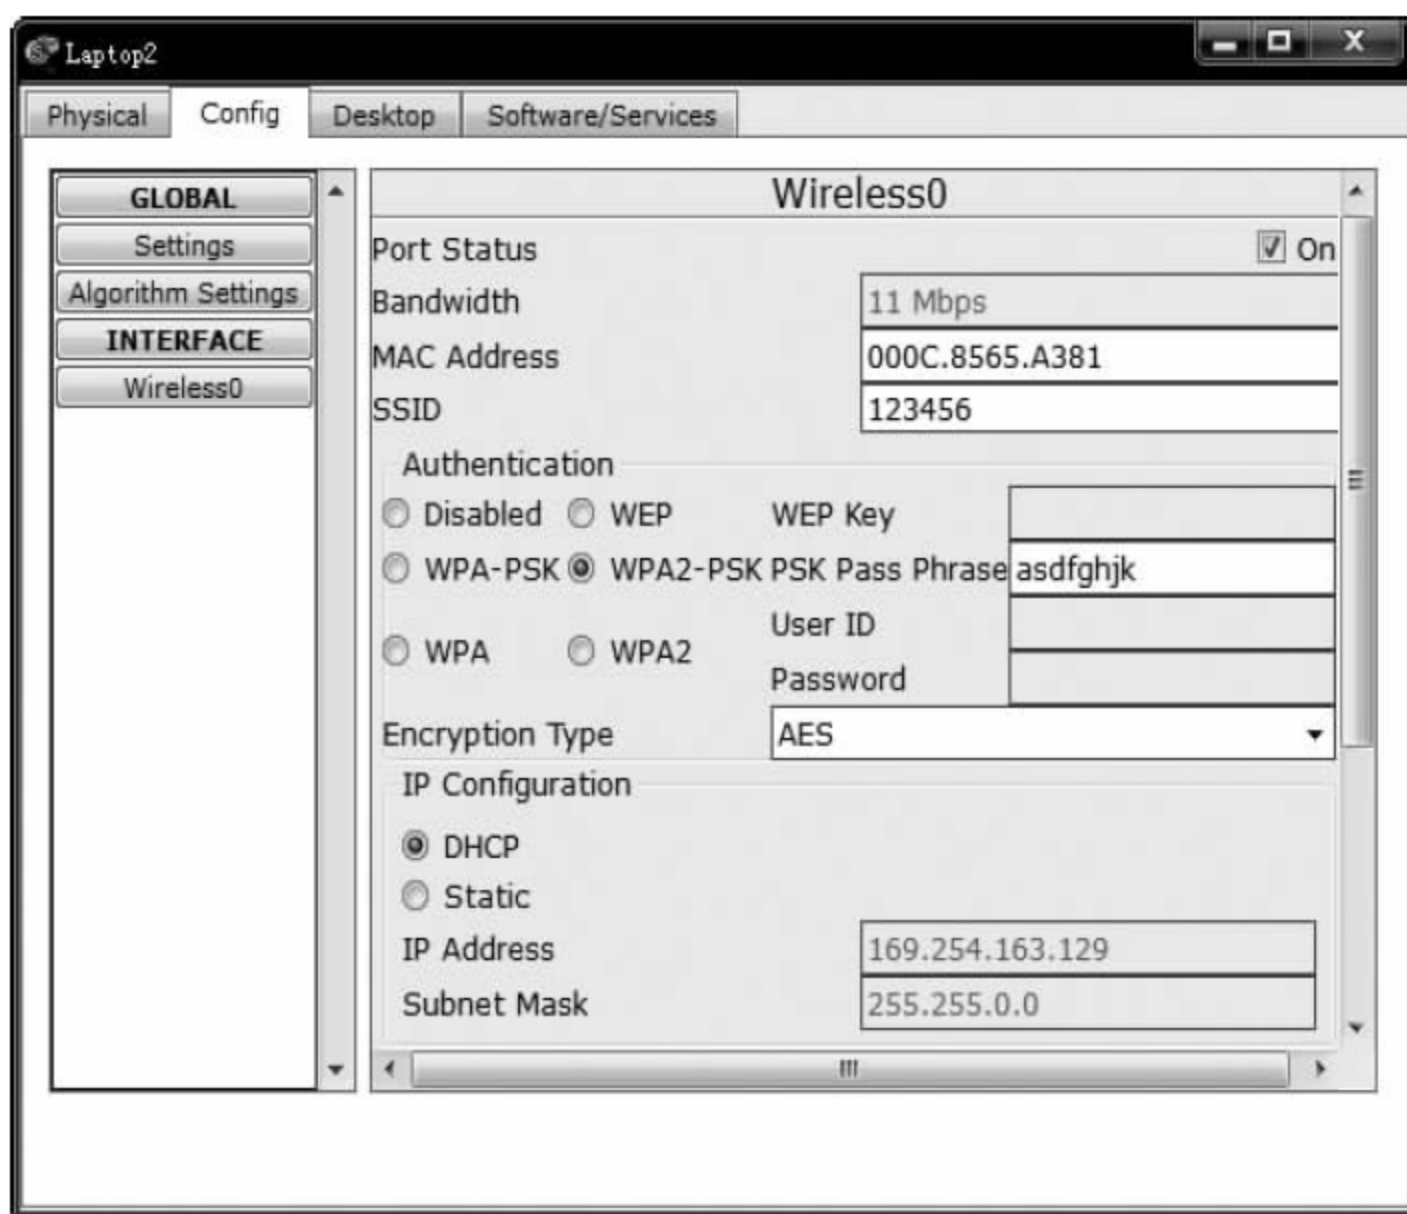 Laptop2
Physical Config Desktop Software/Services
GLOBAL
Settings
Algorithm Settings
INTERFACE
Wireless0
Wireless0
Port Status On
Bandwidth 11 Mbps
MAC Address 000C.8565.A381
SSID 123456
Authentication
Disabled WEP WEP Key
WPA-PSK WPA2-PSK PSK Pass Phrase asdfghjk
User ID
WPA WPA2
Password
Encryption Type AES
IP Configuration
DHCP
Static
IP Address 169.254.163.129
Subnet Mask 255.255.0.0